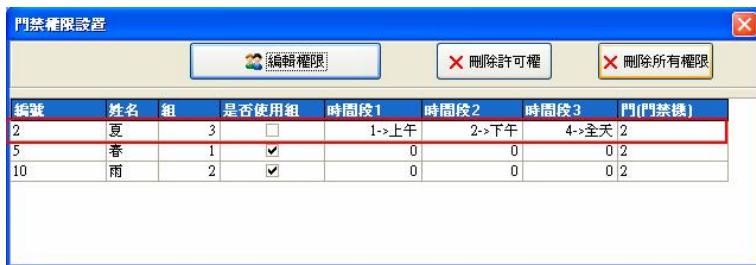 門禁權限設置
編輯權限 刪除許可權 刪除所有權限
編號 姓名 組 是否使用組 時間段1 時間段2 時間段3 門(門禁機)
2 夏 3 1->上午 2->下午 4->全天 2
5 春 1 0 0 0 2
10 雨 2 0 0 0 2